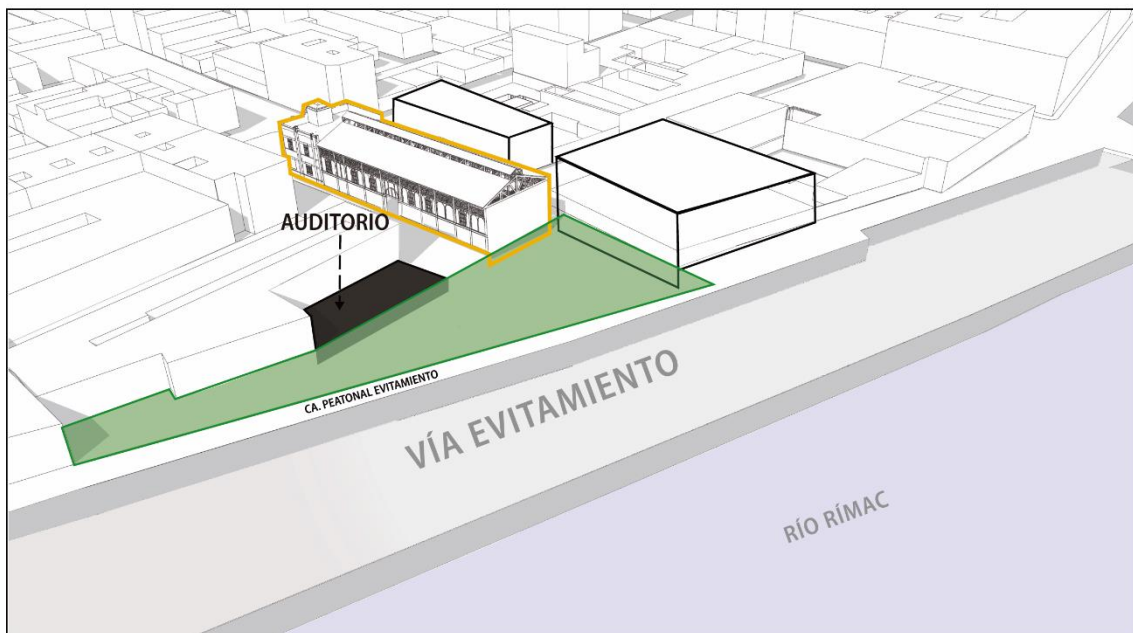 AUDITORIO
CA. PEATONAL EVITAMIENTO
VÍA EVITAMIENTO
RÍO RÍMAC